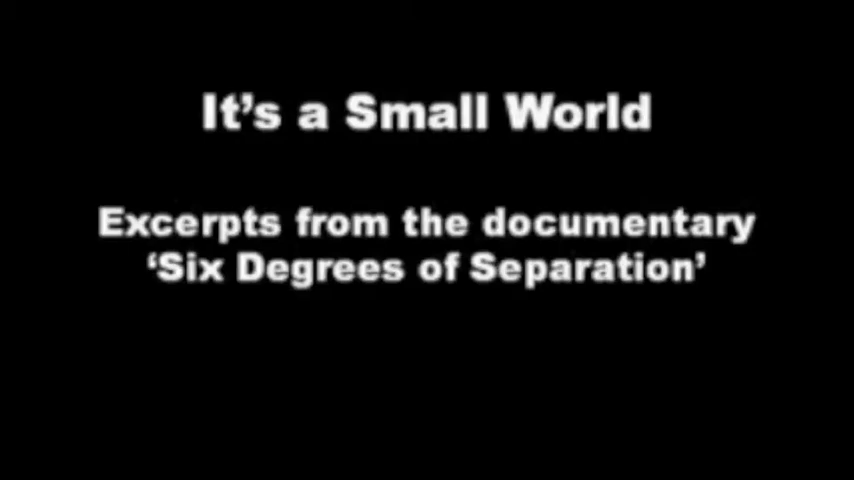 It’s a Small World
Excerpts from the documentary
‘Six Degrees of Separation’